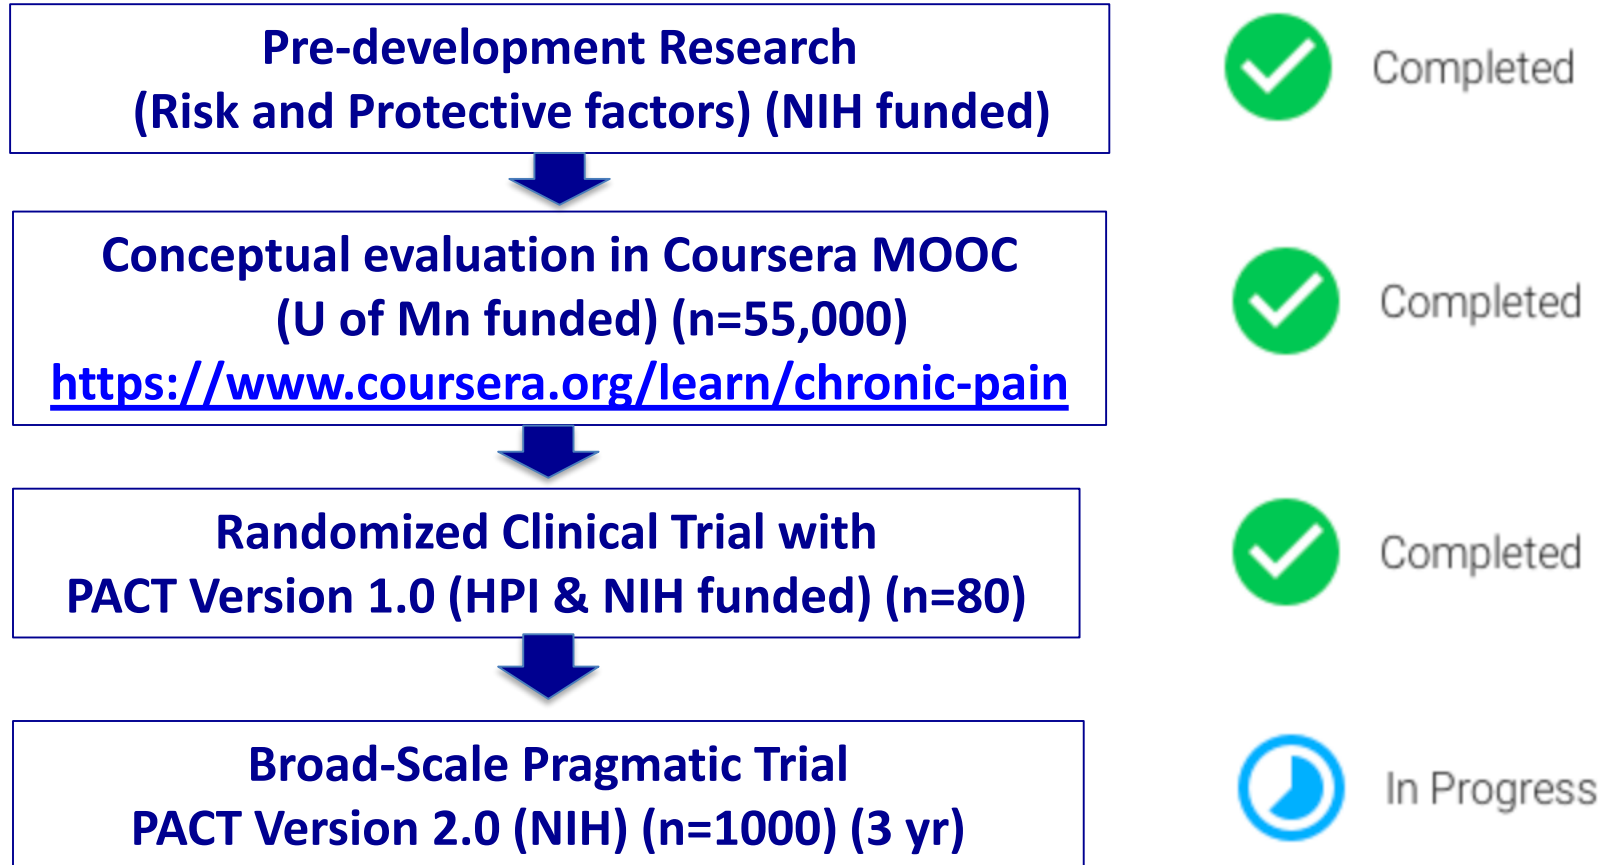 Pre-development Research
(Risk and Protective factors) (NIH funded)
Completed
Conceptual evaluation in Coursera MOOC
(U of Mn funded) (n=55,000)
https://www.coursera.org/learn/chronic-pain
Completed
Randomized Clinical Trial with
PACT Version 1.0 (HPI & NIH funded) (n=80)
Completed
Broad-Scale Pragmatic Trial
PACT Version 2.0 (NIH) (n=1000) (3 yr)
In Progress